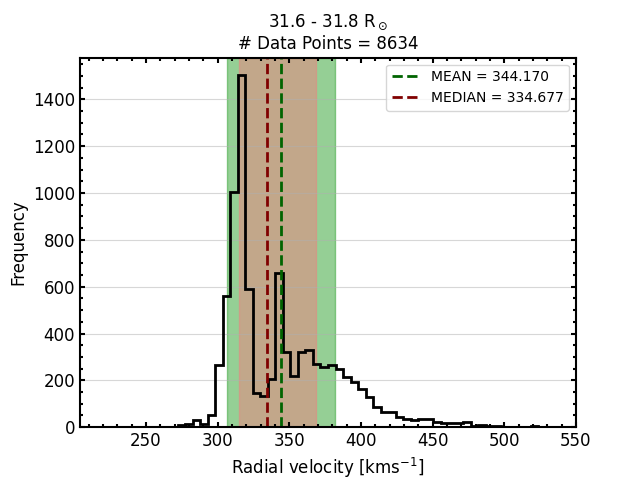 31.6 - 31.8 R⊙
# Data Points = 8634
MEAN = 344.170
MEDIAN = 334.677
Frequency
1400
1200
1000
800
600
400
200
0
250 300 350 400 450 500 550
Radial velocity [kms⁻¹]